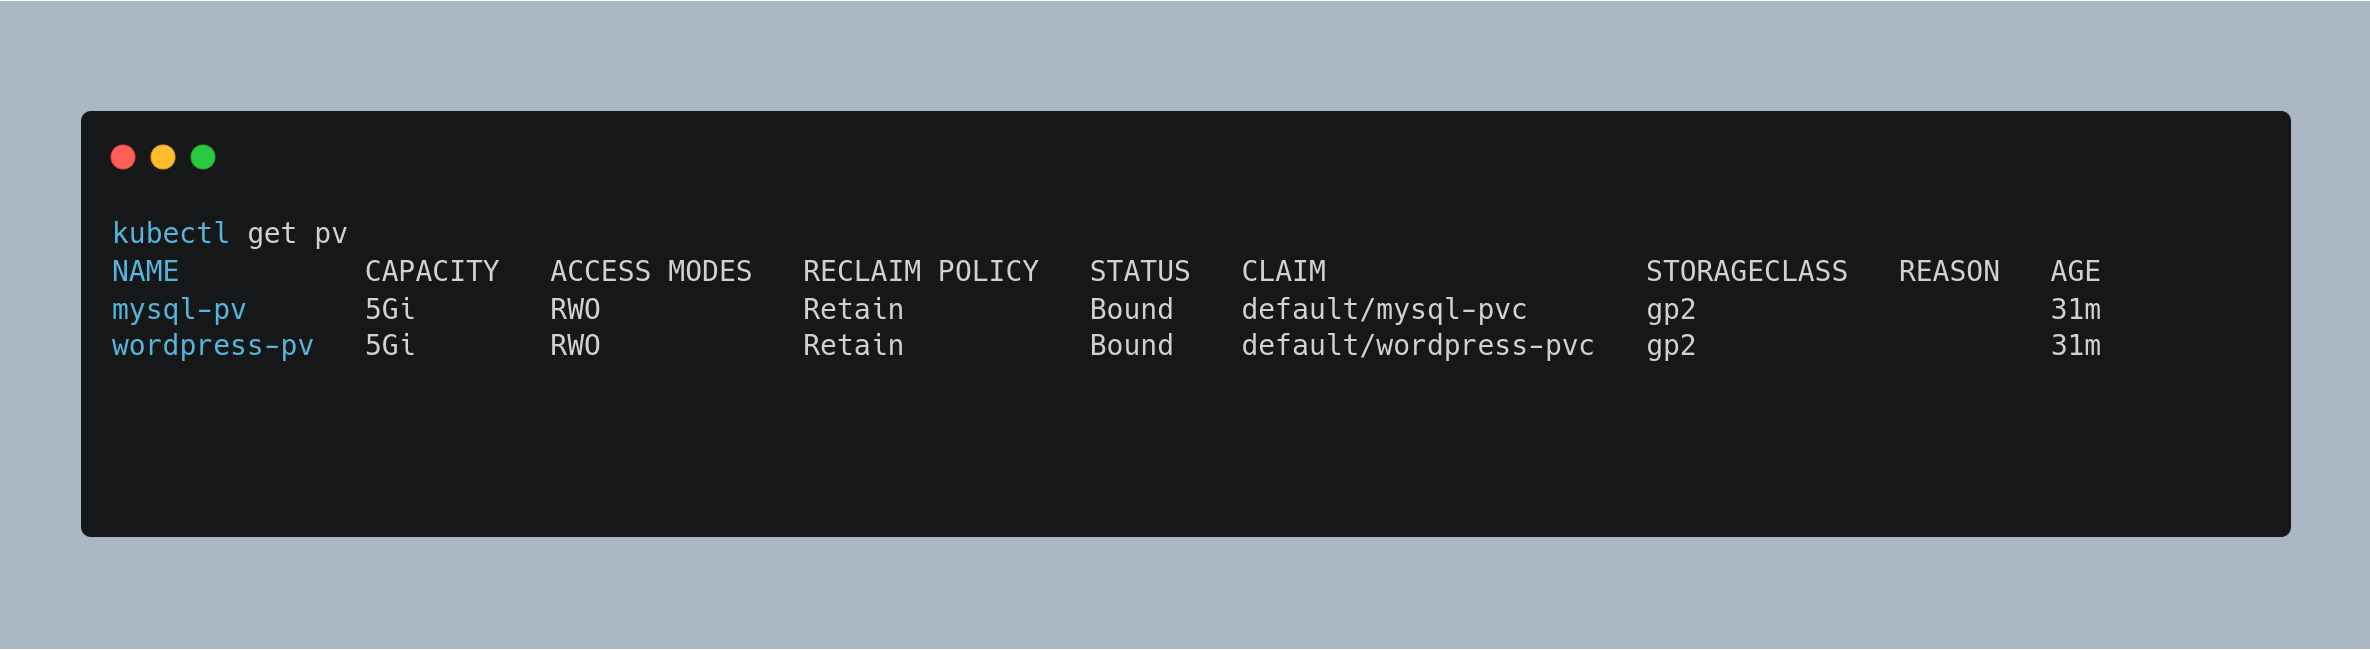 kubectl get pv
NAME           CAPACITY   ACCESS MODES   RECLAIM POLICY   STATUS   CLAIM                   STORAGECLASS   REASON   AGE
mysql-pv       5Gi        RWO            Retain           Bound    default/mysql-pvc       gp2                     31m
wordpress-pv   5Gi        RWO            Retain           Bound    default/wordpress-pvc   gp2                     31m